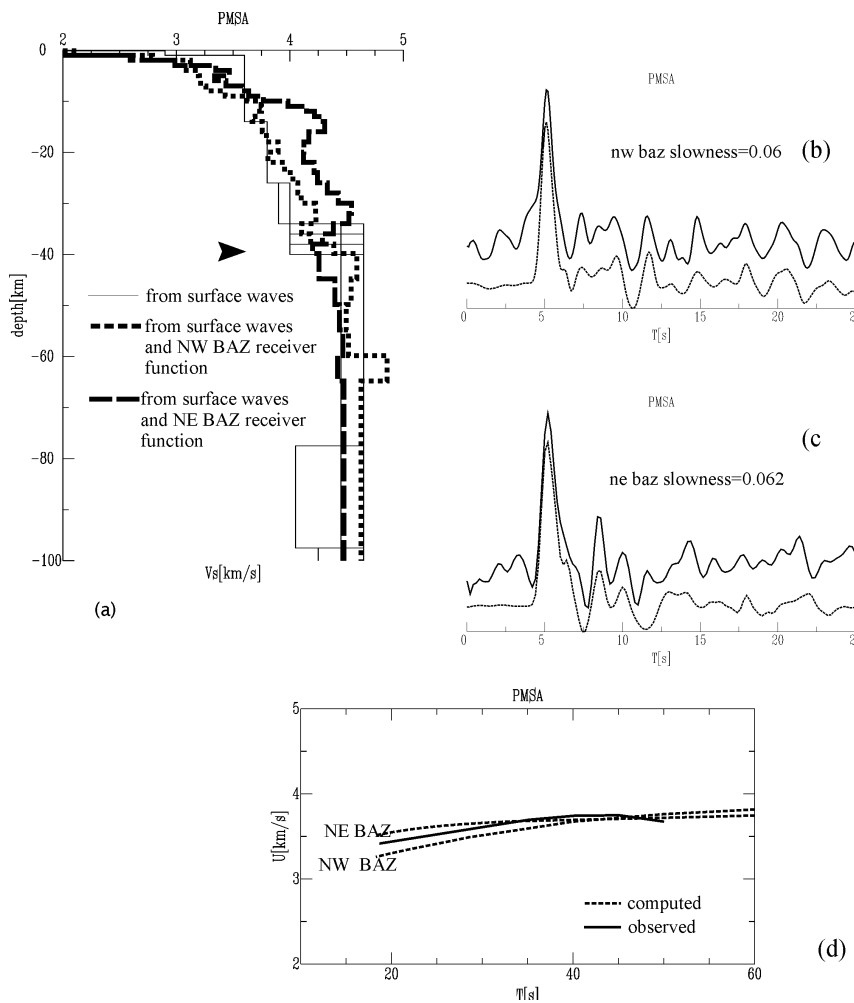 PMSA
2 3 4 5
0
-20
-40
-60
-80
-100
depth[km]
from surface waves
from surface waves
and NW BAZ receiver
function
from surface waves
and NE BAZ receiver
function
Vs[km/s]
(a)
PMSA
nw baz slowness=0.06
(b)
0 5 10 15 20 25
T[s]
PMSA
(c
ne baz slowness=0.062
0 5 10 15 20 25
T[s]
PMSA
5
4
3
2
U[km/s]
NE BAZ
NW BAZ
computed
observed
(d)
20 40 60
T[s]